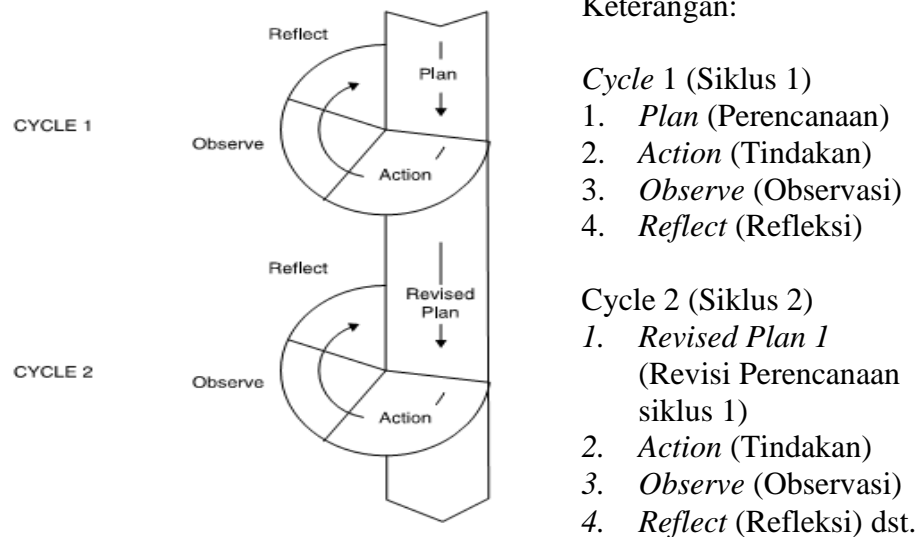 Reflect
Plan
CYCLE 1
Observe
Action
Reflect
Revised
Plan
CYCLE 2
Observe
Action
Keterangan:
Cycle 1 (Siklus 1)
1. Plan (Perencanaan)
2. Action (Tindakan)
3. Observe (Observasi)
4. Reflect (Refleksi)
Cycle 2 (Siklus 2)
1. Revised Plan 1
(Revisi Perencanaan
siklus 1)
2. Action (Tindakan)
3. Observe (Observasi)
4. Reflect (Refleksi) dst.